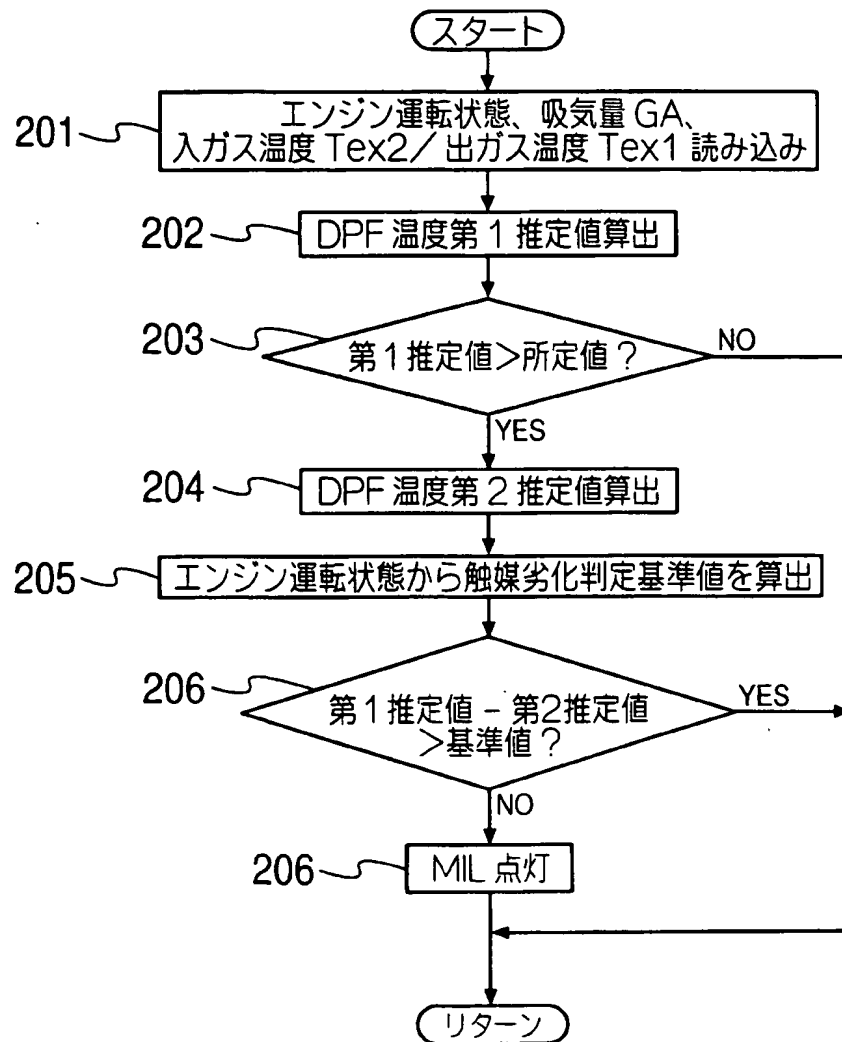 スタート
201
エンジン運転状態、吸気量 GA、
入ガス温度 Tex2／出ガス温度 Tex1 読み込み
202
DPF 温度第1推定値算出
203
第1推定値＞所定値？
NO
YES
204
DPF 温度第2推定値算出
205
エンジン運転状態から触媒劣化判定基準値を算出
206
第1推定値－第2推定値
＞基準値？
YES
NO
206
MIL 点灯
リターン